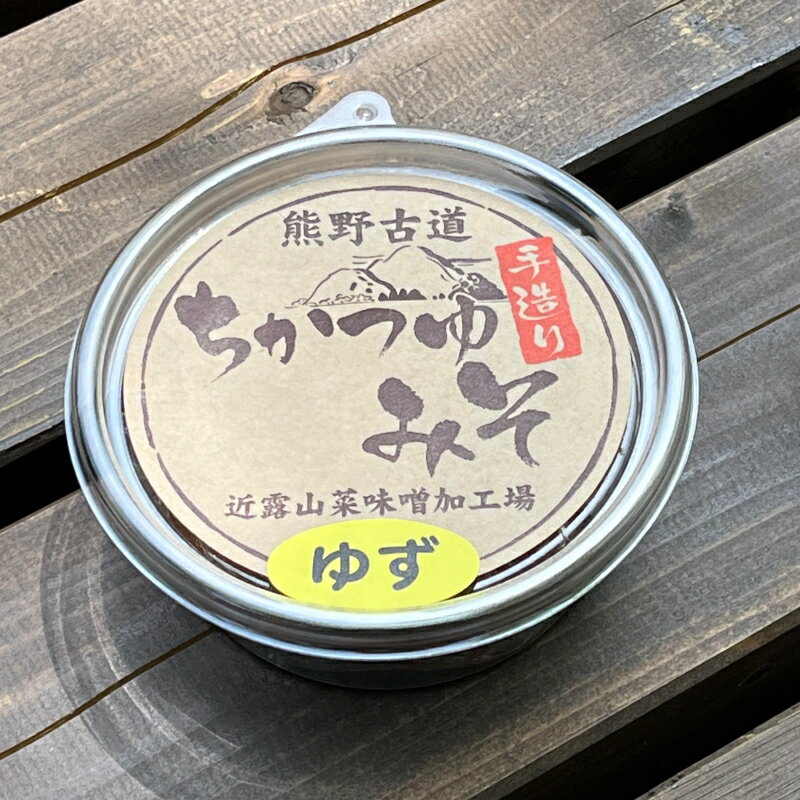 熊野古道
手造り
ちかつゆ
みそ
近露山菜味噌加工場
ゆず